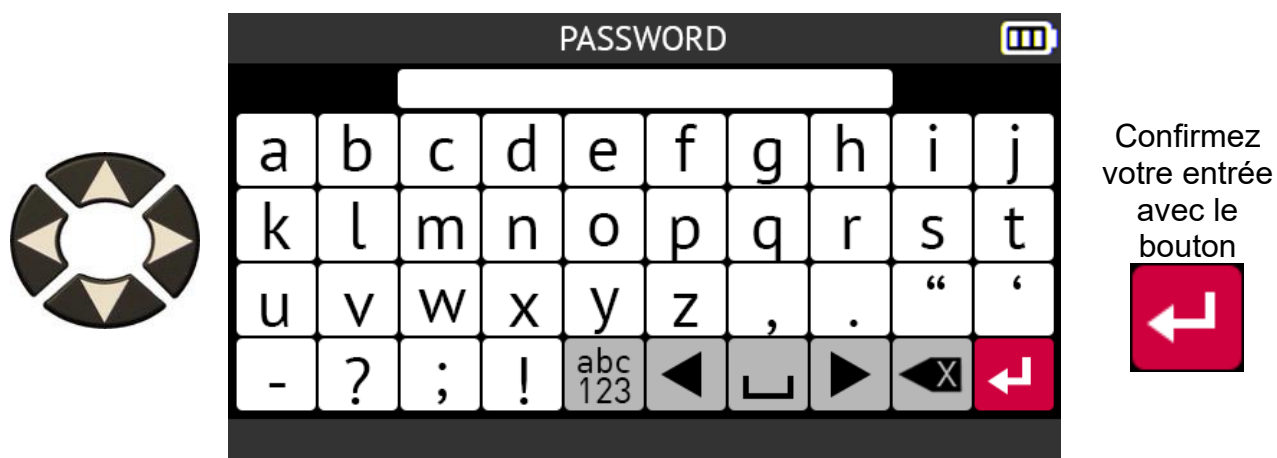 PASSWORD
a b c d e f g h i j
k l m n o p q r s t
u v w x y z , . “ ‘
- ? ; ! abc 123
Confirmez
votre entrée
avec le
bouton